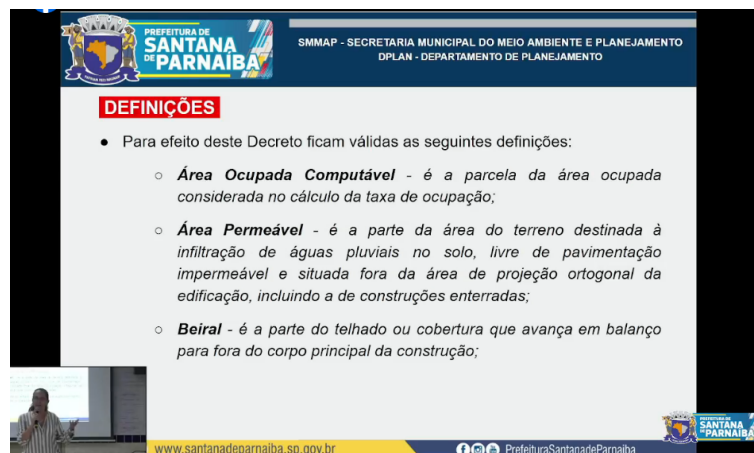 PREFEITURA DE
SANTANA
DE PARNAÍBA
SMMAP - SECRETARIA MUNICIPAL DO MEIO AMBIENTE E PLANEJAMENTO
DPLAN - DEPARTAMENTO DE PLANEJAMENTO
DEFINIÇÕES
● Para efeito deste Decreto ficam válidas as seguintes definições:
○ Área Ocupada Computável - é a parcela da área ocupada
considerada no cálculo da taxa de ocupação;
○ Área Permeável - é a parte da área do terreno destinada à
infiltração de águas pluviais no solo, livre de pavimentação
impermeável e situada fora da área de projeção ortogonal da
edificação, incluindo a de construções enterradas;
○ Beiral - é a parte do telhado ou cobertura que avança em balanço
para fora do corpo principal da construção;
PREFEITURA DE
SANTANA
DE PARNAÍBA
www.santanadeparnaiba.sp.gov.br
PrefeituraSantanadeParnaiba